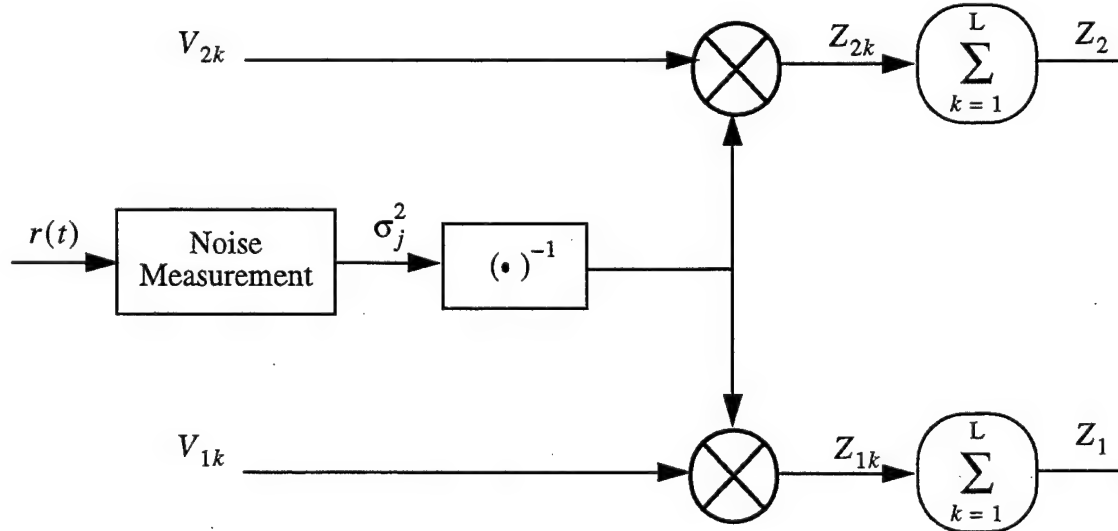 V₂ₖ
Z₂ₖ
L
∑
k = 1
Z₂
r(t)
Noise
Measurement
σⱼ²
(•)⁻¹
V₁ₖ
Z₁ₖ
L
∑
k = 1
Z₁